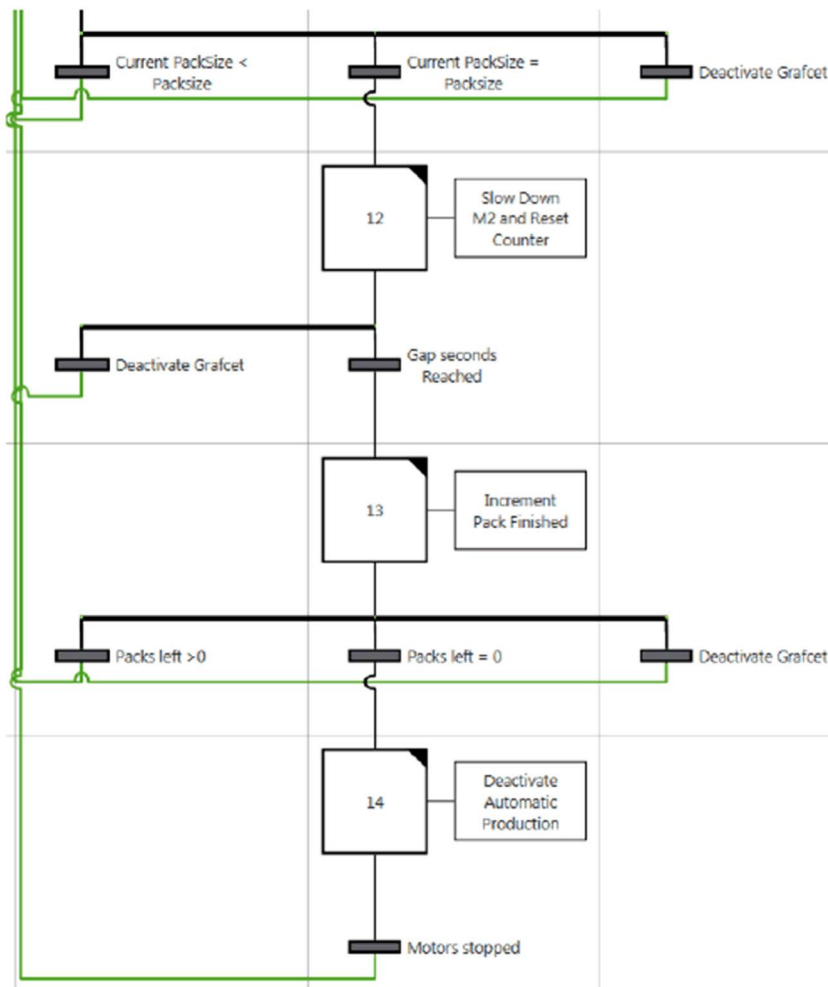 Current PackSize <
Packsize
Current PackSize =
Packsize
Deactivate Grafcet
12
Slow Down
M2 and Reset
Counter
Deactivate Grafcet
Gap seconds
Reached
13
Increment
Pack Finished
Packs left >0
Packs left = 0
Deactivate Grafcet
14
Deactivate
Automatic
Production
Motors stopped